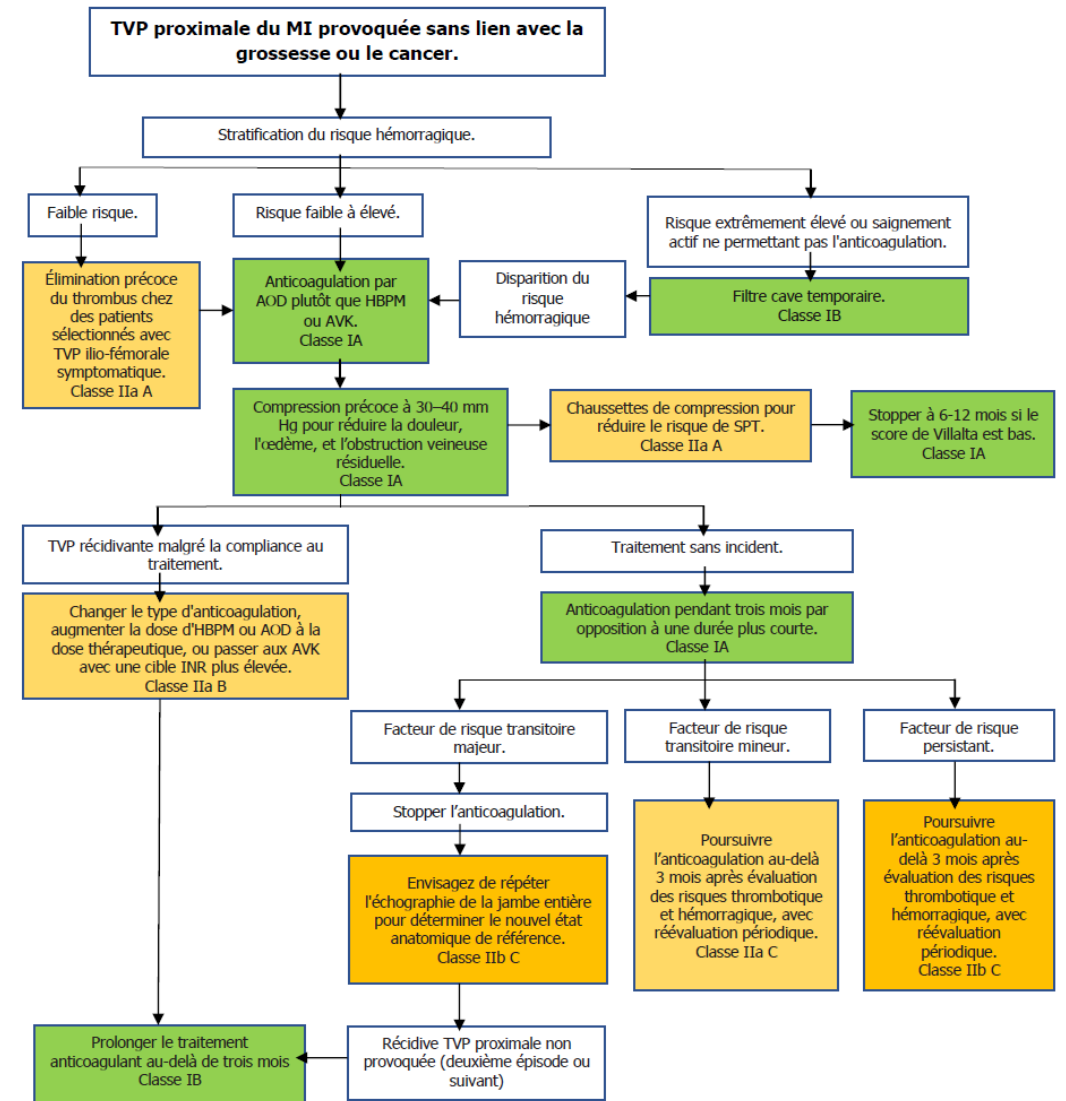 TVP proximale du MI provoquée sans lien avec la
grossesse ou le cancer.
Stratification du risque hémorragique.
Faible risque.
Risque faible à élevé.
Risque extrêmement élevé ou saignement
actif ne permettant pas l'anticoagulation.
Élimination précoce
du thrombus chez
des patients
sélectionnés avec
TVP ilio-fémorale
symptomatique.
Classe IIa A
Anticoagulation par
AOD plutôt que HBPM
ou AVK.
Classe IA
Disparition du
risque
hémorragique
Filtre cave temporaire.
Classe IB
Compression précoce à 30–40 mm
Hg pour réduire la douleur,
l'œdème, et l’obstruction veineuse
résiduelle.
Classe IA
Chaussettes de compression pour
réduire le risque de SPT.
Classe IIa A
Stopper à 6-12 mois si le
score de Villalta est bas.
Classe IA
TVP récidivante malgré la compliance au
traitement.
Traitement sans incident.
Changer le type d'anticoagulation,
augmenter la dose d'HBPM ou AOD à la
dose thérapeutique, ou passer aux AVK
avec une cible INR plus élevée.
Classe IIa B
Anticoagulation pendant trois mois par
opposition à une durée plus courte.
Classe IA
Facteur de risque transitoire
majeur.
Facteur de risque
transitoire mineur.
Facteur de risque
persistant.
Stopper l’anticoagulation.
Envisagez de répéter
l'échographie de la jambe entière
pour déterminer le nouvel état
anatomique de référence.
Classe IIb C
Poursuivre
l’anticoagulation au-delà
3 mois après évaluation
des risques thrombotique
et hémorragique, avec
réévaluation périodique.
Classe IIa C
Poursuivre
l’anticoagulation au-
delà 3 mois après
évaluation des risques
thrombotique et
hémorragique, avec
réévaluation
périodique.
Classe IIb C
Prolonger le traitement
anticoagulant au-delà de trois mois
Classe IB
Récidive TVP proximale non
provoquée (deuxième épisode ou
suivant)